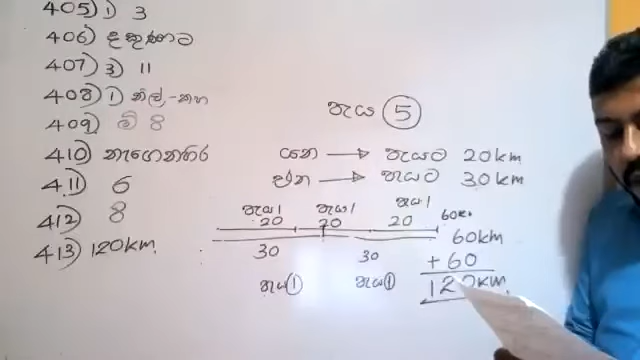 405) 1) 3
406) දකුණට
407) 3) 11
408) 1) නිල්, - කහ
409) මී 8
410) නැගෙනහිර
411) 6
412) 8
413) 120km
පැය 5
යන → පැයට 20km
එන → පැයට 30km
පැය 1 පැය 1 පැය 1
20 20 20 60km
30 30
පැය 1 පැය 1
60km
+ 60
120km